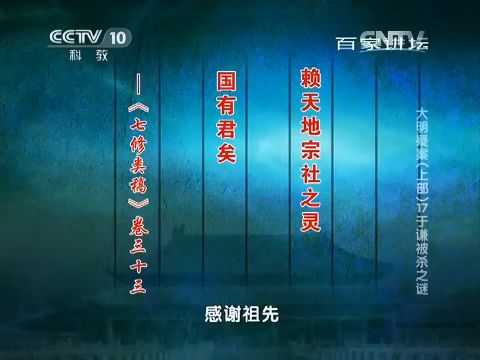 CCTV 10
科教
CNTV
百家讲坛
赖天地宗社之灵
国有君矣
—《七修类稿》卷三十三
大明疑案(上部)17于谦被杀之谜
感谢祖先